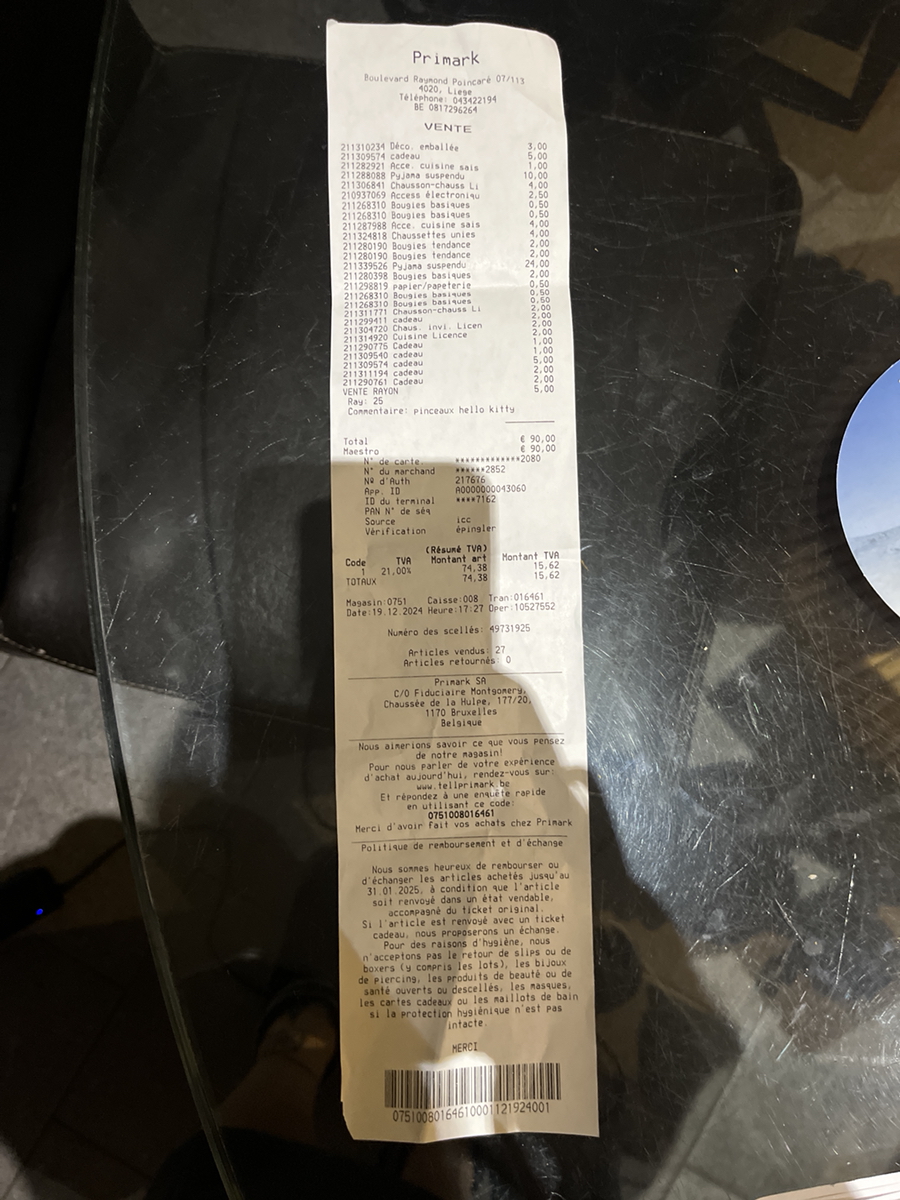 Primark
Boulevard Raymond Poincaré 07/113
4020, Liege
Téléphone: 043422194
BE 0817296264
VENTE
211310234 Déco. emballée 3,00
211309574 cadeau 5,00
211282921 Acce. cuisine sais 1,00
211288088 Pyjama suspendu 10,00
211306841 Chausson-chauss Li 4,00
210937069 Access électroniqu 2,50
211268310 Bougies basiques 0,50
211268310 Bougies basiques 0,50
211287988 Acce. cuisine sais 4,00
211324818 Chaussettes unies 4,00
211280190 Bougies tendance 2,00
211280190 Bougies tendance 2,00
211339526 Pyjama suspendu 24,00
211280398 Bougies basiques 2,00
211298819 papier/papeterie 0,50
211268310 Bougies basiques 0,50
211268310 Bougies basiques 0,50
211311771 Chausson-chauss Li 2,00
211299411 cadeau 2,00
211304720 Chaus. invi. Licen 2,00
211314920 Cuisine Licence 2,00
211290775 Cadeau 1,00
211309540 cadeau 1,00
211309574 cadeau 5,00
211311194 cadeau 2,00
211290761 Cadeau 2,00
VENTE RAYON 5,00
Ray: 25
Commentaire: pinceaux hello kitty
Total € 90,00
Maestro € 90,00
N° de carte ************2080
N° du marchand ******2852
Nº d'Auth 217676
App. ID A0000000043060
ID du terminal ****7162
PAN N° de séq
Source icc
Vérification épingler
(Résumé TVA)
Code TVA Montant art Montant TVA
1 21,00% 74,38 15,62
TOTAUX 74,38 15,62
Magasin:0751 Caisse:008 Tran:016461
Date:19.12.2024 Heure:17:27 Oper:10527552
Numéro des scellés: 49731925
Articles vendus: 27
Articles retournés: 0
Primark SA
C/O Fiduciaire Montgomery,
Chaussée de la Hulpe, 177/20,
1170 Bruxelles
Belgique
Nous aimerions savoir ce que vous pensez
de notre magasin!
Pour nous parler de votre expérience
d'achat aujourd'hui, rendez-vous sur:
www.tellprimark.be
Et répondez à une enquête rapide
en utilisant ce code:
0751008016461
Merci d'avoir fait vos achats chez Primark
Politique de remboursement et d'échange
Nous sommes heureux de rembourser ou
d'échanger les articles achetés jusqu'au
31.01.2025, à condition que l'article
soit renvoyé dans un état vendable,
accompagné du ticket original.
Si l'article est renvoyé avec un ticket
cadeau, nous proposerons un échange.
Pour des raisons d'hygiène, nous
n'acceptons pas le retour de slips ou de
boxers (y compris les lots), les bijoux
de piercing, les produits de beauté ou de
santé ouverts ou descellés, les masques,
les cartes cadeaux ou les maillots de bain
si la protection hygiénique n'est pas
intacte.
MERCI
07510080164610001121924001